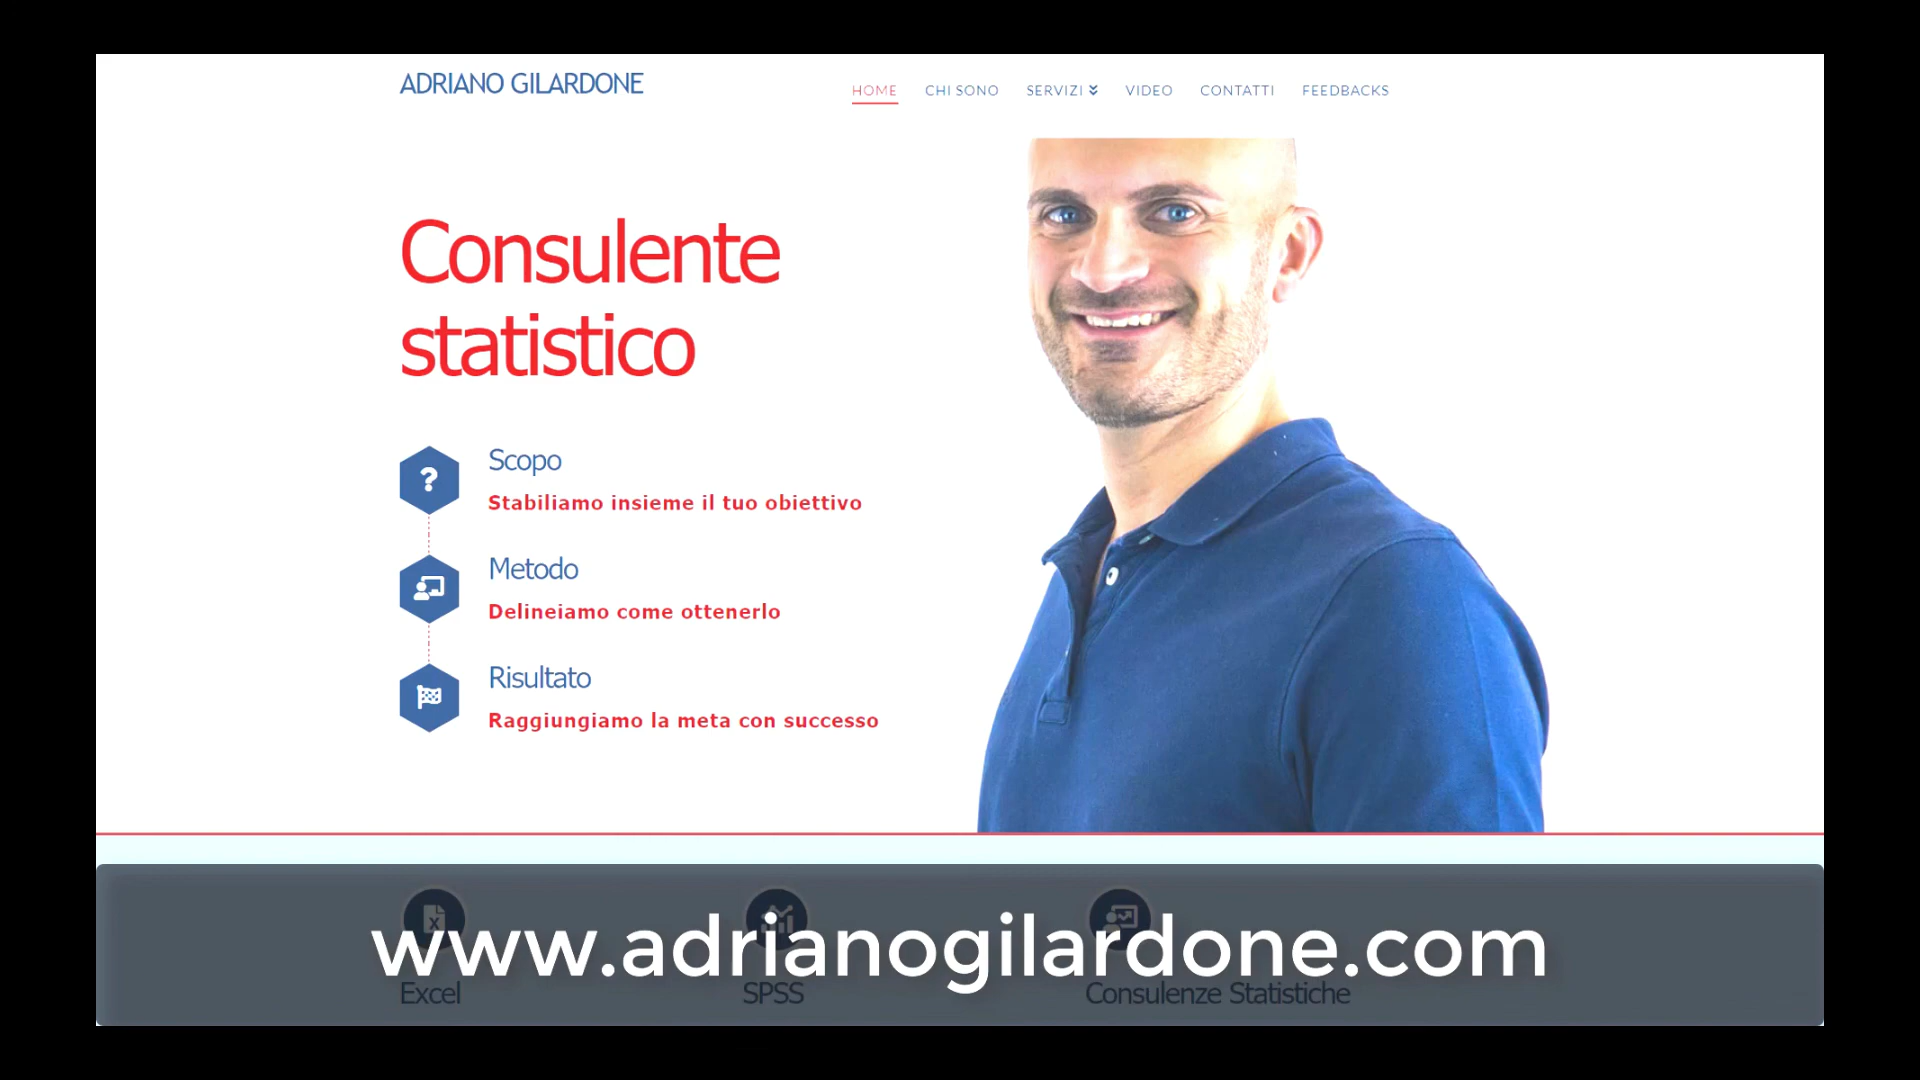 ADRIANO GILARDONE
HOME CHI SONO SERVIZI VIDEO CONTATTI FEEDBACKS
Consulente
statistico
Scopo
Stabiliamo insieme il tuo obiettivo
Metodo
Delineiamo come ottenerlo
Risultato
Raggiungiamo la meta con successo
www.adrianogilardone.com
Excel SPSS Consulenze Statistiche